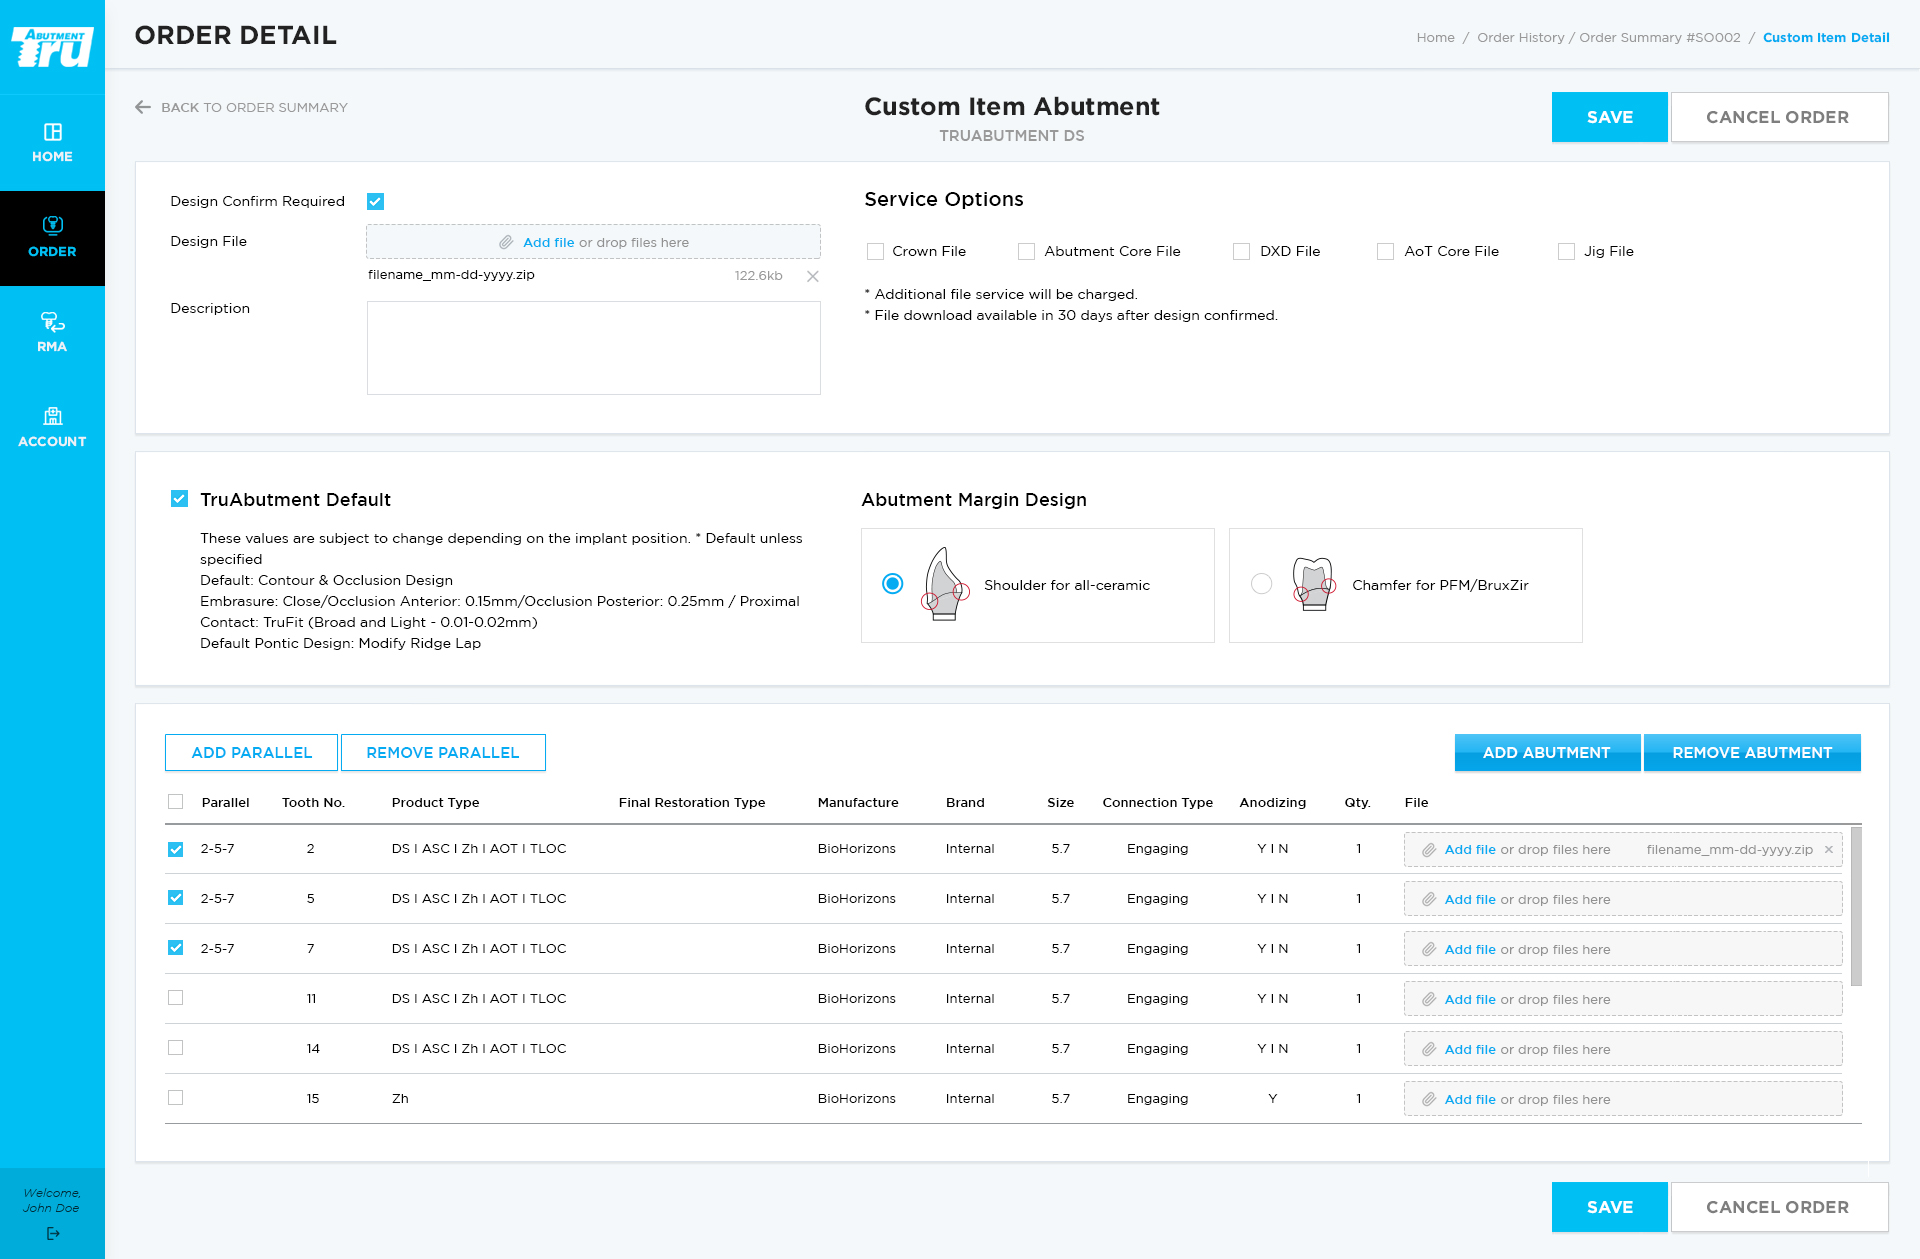 ABUTMENT
Tru
HOME
ORDER
RMA
ACCOUNT
Welcome,
John Doe
ORDER DETAIL
Home / Order History / Order Summary #SO002 / Custom Item Detail
BACK TO ORDER SUMMARY
Custom Item Abutment
TRUABUTMENT DS
SAVE CANCEL ORDER
Design Confirm Required
Design File
Add file or drop files here
filename_mm-dd-yyyy.zip 122.6kb
Description
Service Options
Crown File Abutment Core File DXD File AoT Core File Jig File
* Additional file service will be charged.
* File download available in 30 days after design confirmed.
TruAbutment Default
These values are subject to change depending on the implant position. * Default unless
specified
Default: Contour & Occlusion Design
Embrasure: Close/Occlusion Anterior: 0.15mm/Occlusion Posterior: 0.25mm / Proximal
Contact: TruFit (Broad and Light - 0.01-0.02mm)
Default Pontic Design: Modify Ridge Lap
Abutment Margin Design
Shoulder for all-ceramic
Chamfer for PFM/BruxZir
ADD PARALLEL REMOVE PARALLEL ADD ABUTMENT REMOVE ABUTMENT
Parallel Tooth No. Product Type Final Restoration Type Manufacture Brand Size Connection Type Anodizing Qty. File
2-5-7 2 DS I ASC I Zh I AOT I TLOC BioHorizons Internal 5.7 Engaging Y I N 1 Add file or drop files here filename_mm-dd-yyyy.zip
2-5-7 5 DS I ASC I Zh I AOT I TLOC BioHorizons Internal 5.7 Engaging Y I N 1 Add file or drop files here
2-5-7 7 DS I ASC I Zh I AOT I TLOC BioHorizons Internal 5.7 Engaging Y I N 1 Add file or drop files here
11 DS I ASC I Zh I AOT I TLOC BioHorizons Internal 5.7 Engaging Y I N 1 Add file or drop files here
14 DS I ASC I Zh I AOT I TLOC BioHorizons Internal 5.7 Engaging Y I N 1 Add file or drop files here
15 Zh BioHorizons Internal 5.7 Engaging Y 1 Add file or drop files here
SAVE CANCEL ORDER